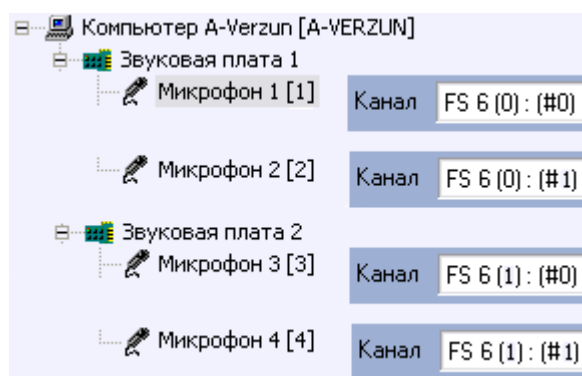 Компьютер A-Verzun [A-VERZUN]
Звуковая плата 1
Микрофон 1 [1] Канал FS 6 (0) : (#0)
Микрофон 2 [2] Канал FS 6 (0) : (#1)
Звуковая плата 2
Микрофон 3 [3] Канал FS 6 (1) : (#0)
Микрофон 4 [4] Канал FS 6 (1) : (#1)